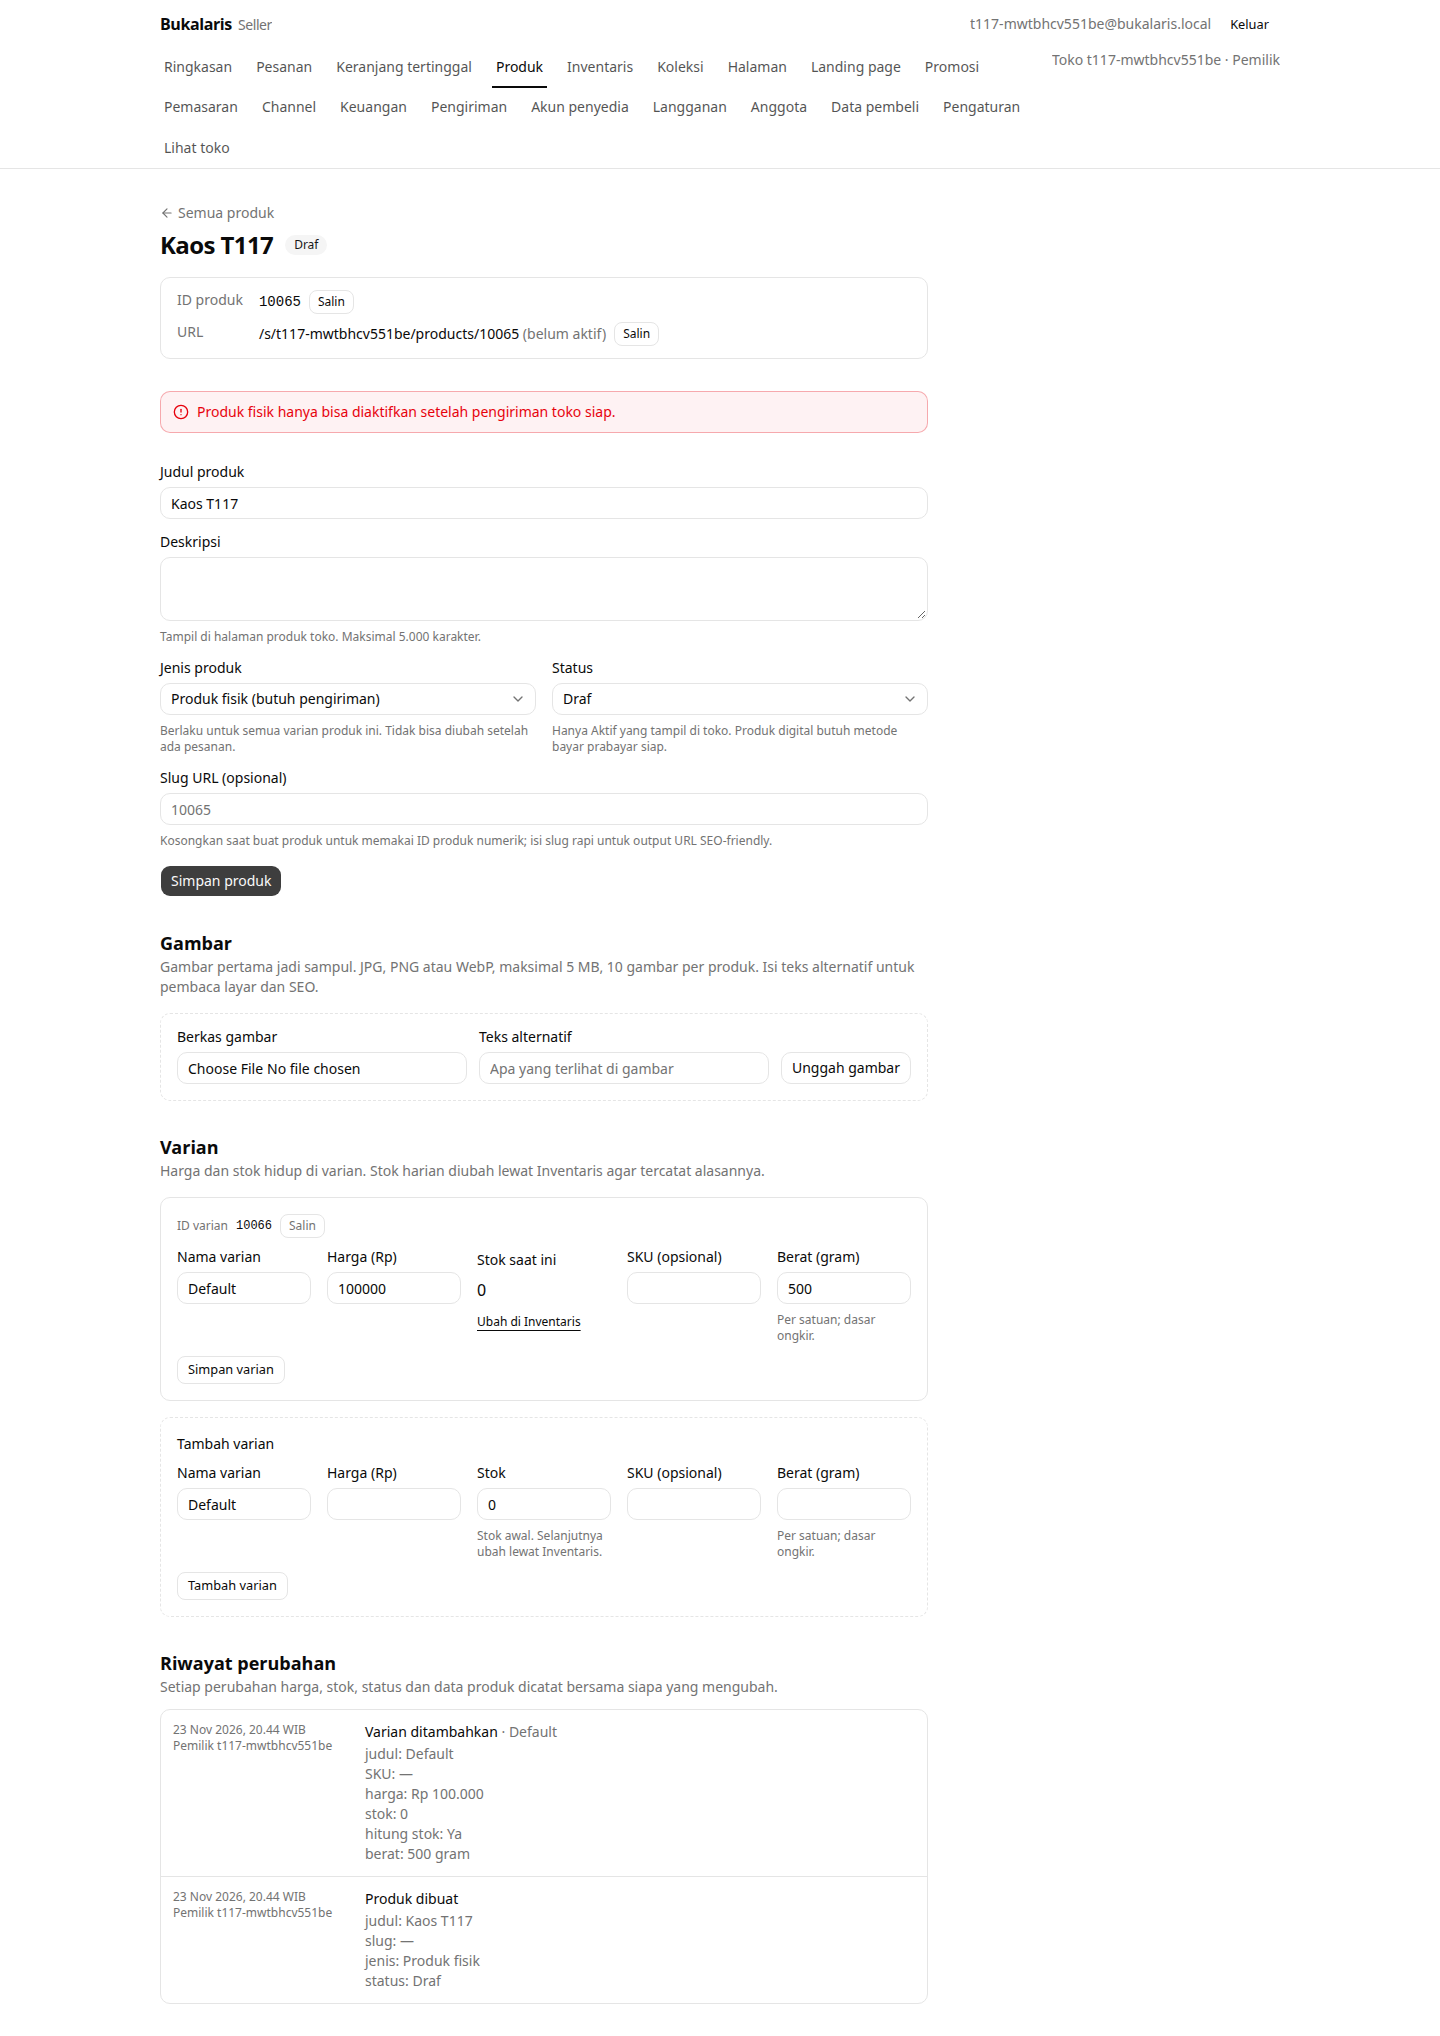 Bukalaris Seller
t117-mwtbhcv551be@bukalaris.local Keluar
Ringkasan Pesanan Keranjang tertinggal Produk Inventaris Koleksi Halaman Landing page Promosi
Toko t117-mwtbhcv551be · Pemilik
Pemasaran Channel Keuangan Pengiriman Akun penyedia Langganan Anggota Data pembeli Pengaturan
Lihat toko
← Semua produk
Kaos T117 Draf
ID produk 10065 Salin
URL /s/t117-mwtbhcv551be/products/10065 (belum aktif) Salin
Produk fisik hanya bisa diaktifkan setelah pengiriman toko siap.
Judul produk
Kaos T117
Deskripsi
Tampil di halaman produk toko. Maksimal 5.000 karakter.
Jenis produk
Produk fisik (butuh pengiriman)
Berlaku untuk semua varian produk ini. Tidak bisa diubah setelah
ada pesanan.
Status
Draf
Hanya Aktif yang tampil di toko. Produk digital butuh metode
bayar prabayar siap.
Slug URL (opsional)
10065
Kosongkan saat buat produk untuk memakai ID produk numerik; isi slug rapi untuk output URL SEO-friendly.
Simpan produk
Gambar
Gambar pertama jadi sampul. JPG, PNG atau WebP, maksimal 5 MB, 10 gambar per produk. Isi teks alternatif untuk
pembaca layar dan SEO.
Berkas gambar Teks alternatif
Choose File No file chosen Apa yang terlihat di gambar Unggah gambar
Varian
Harga dan stok hidup di varian. Stok harian diubah lewat Inventaris agar tercatat alasannya.
ID varian 10066 Salin
Nama varian Harga (Rp) Stok saat ini SKU (opsional) Berat (gram)
Default 100000 0 500
Ubah di Inventaris
Per satuan; dasar
ongkir.
Simpan varian
Tambah varian
Nama varian Harga (Rp) Stok SKU (opsional) Berat (gram)
Default 0
Stok awal. Selanjutnya
ubah lewat Inventaris.
Per satuan; dasar
ongkir.
Tambah varian
Riwayat perubahan
Setiap perubahan harga, stok, status dan data produk dicatat bersama siapa yang mengubah.
23 Nov 2026, 20.44 WIB
Pemilik t117-mwtbhcv551be
Varian ditambahkan · Default
judul: Default
SKU: —
harga: Rp 100.000
stok: 0
hitung stok: Ya
berat: 500 gram
23 Nov 2026, 20.44 WIB
Pemilik t117-mwtbhcv551be
Produk dibuat
judul: Kaos T117
slug: —
jenis: Produk fisik
status: Draf